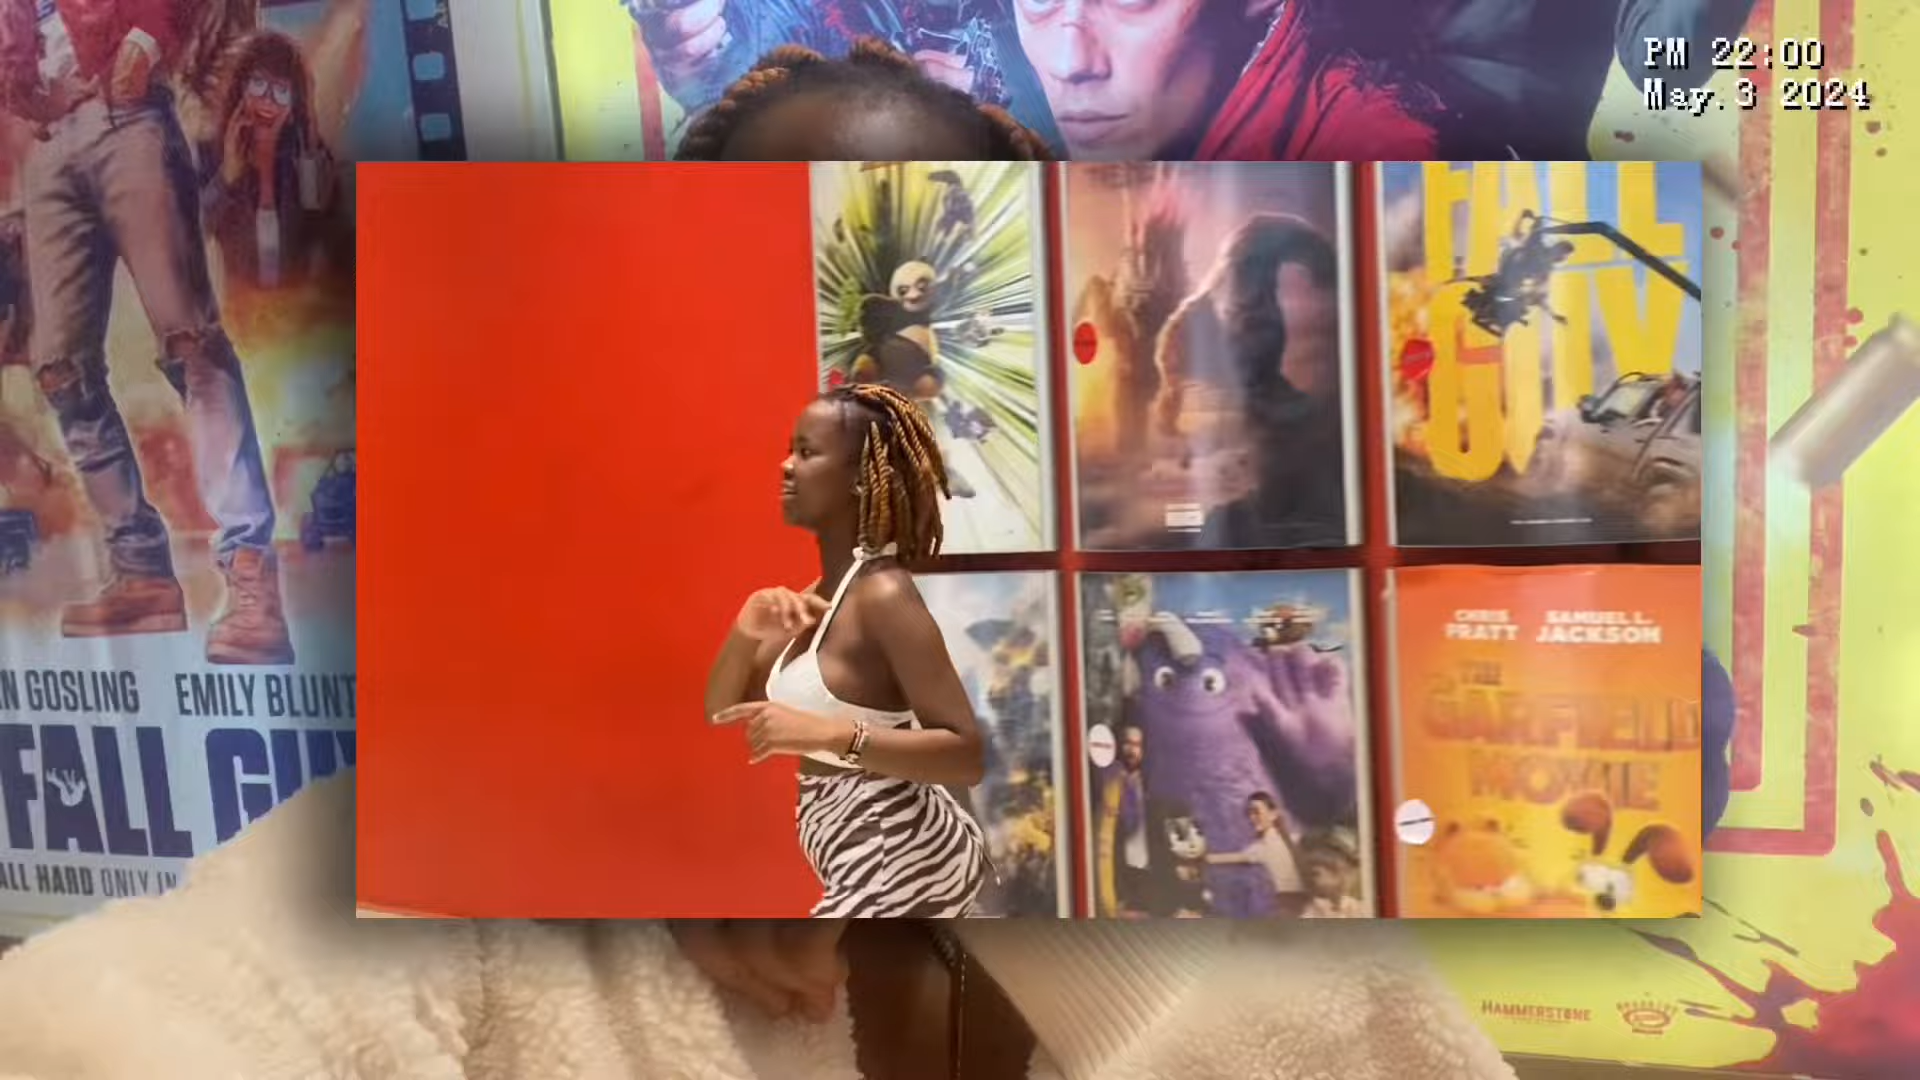 PM 22:00
May.3 2024
FALL
GUY
CHRIS PRATT
SAMUEL L. JACKSON
THE
GARFIELD
MOVIE
N GOSLING
EMILY BLUNT
FALL GUY
ALL HARD ONLY IN
HAMMERSTONE